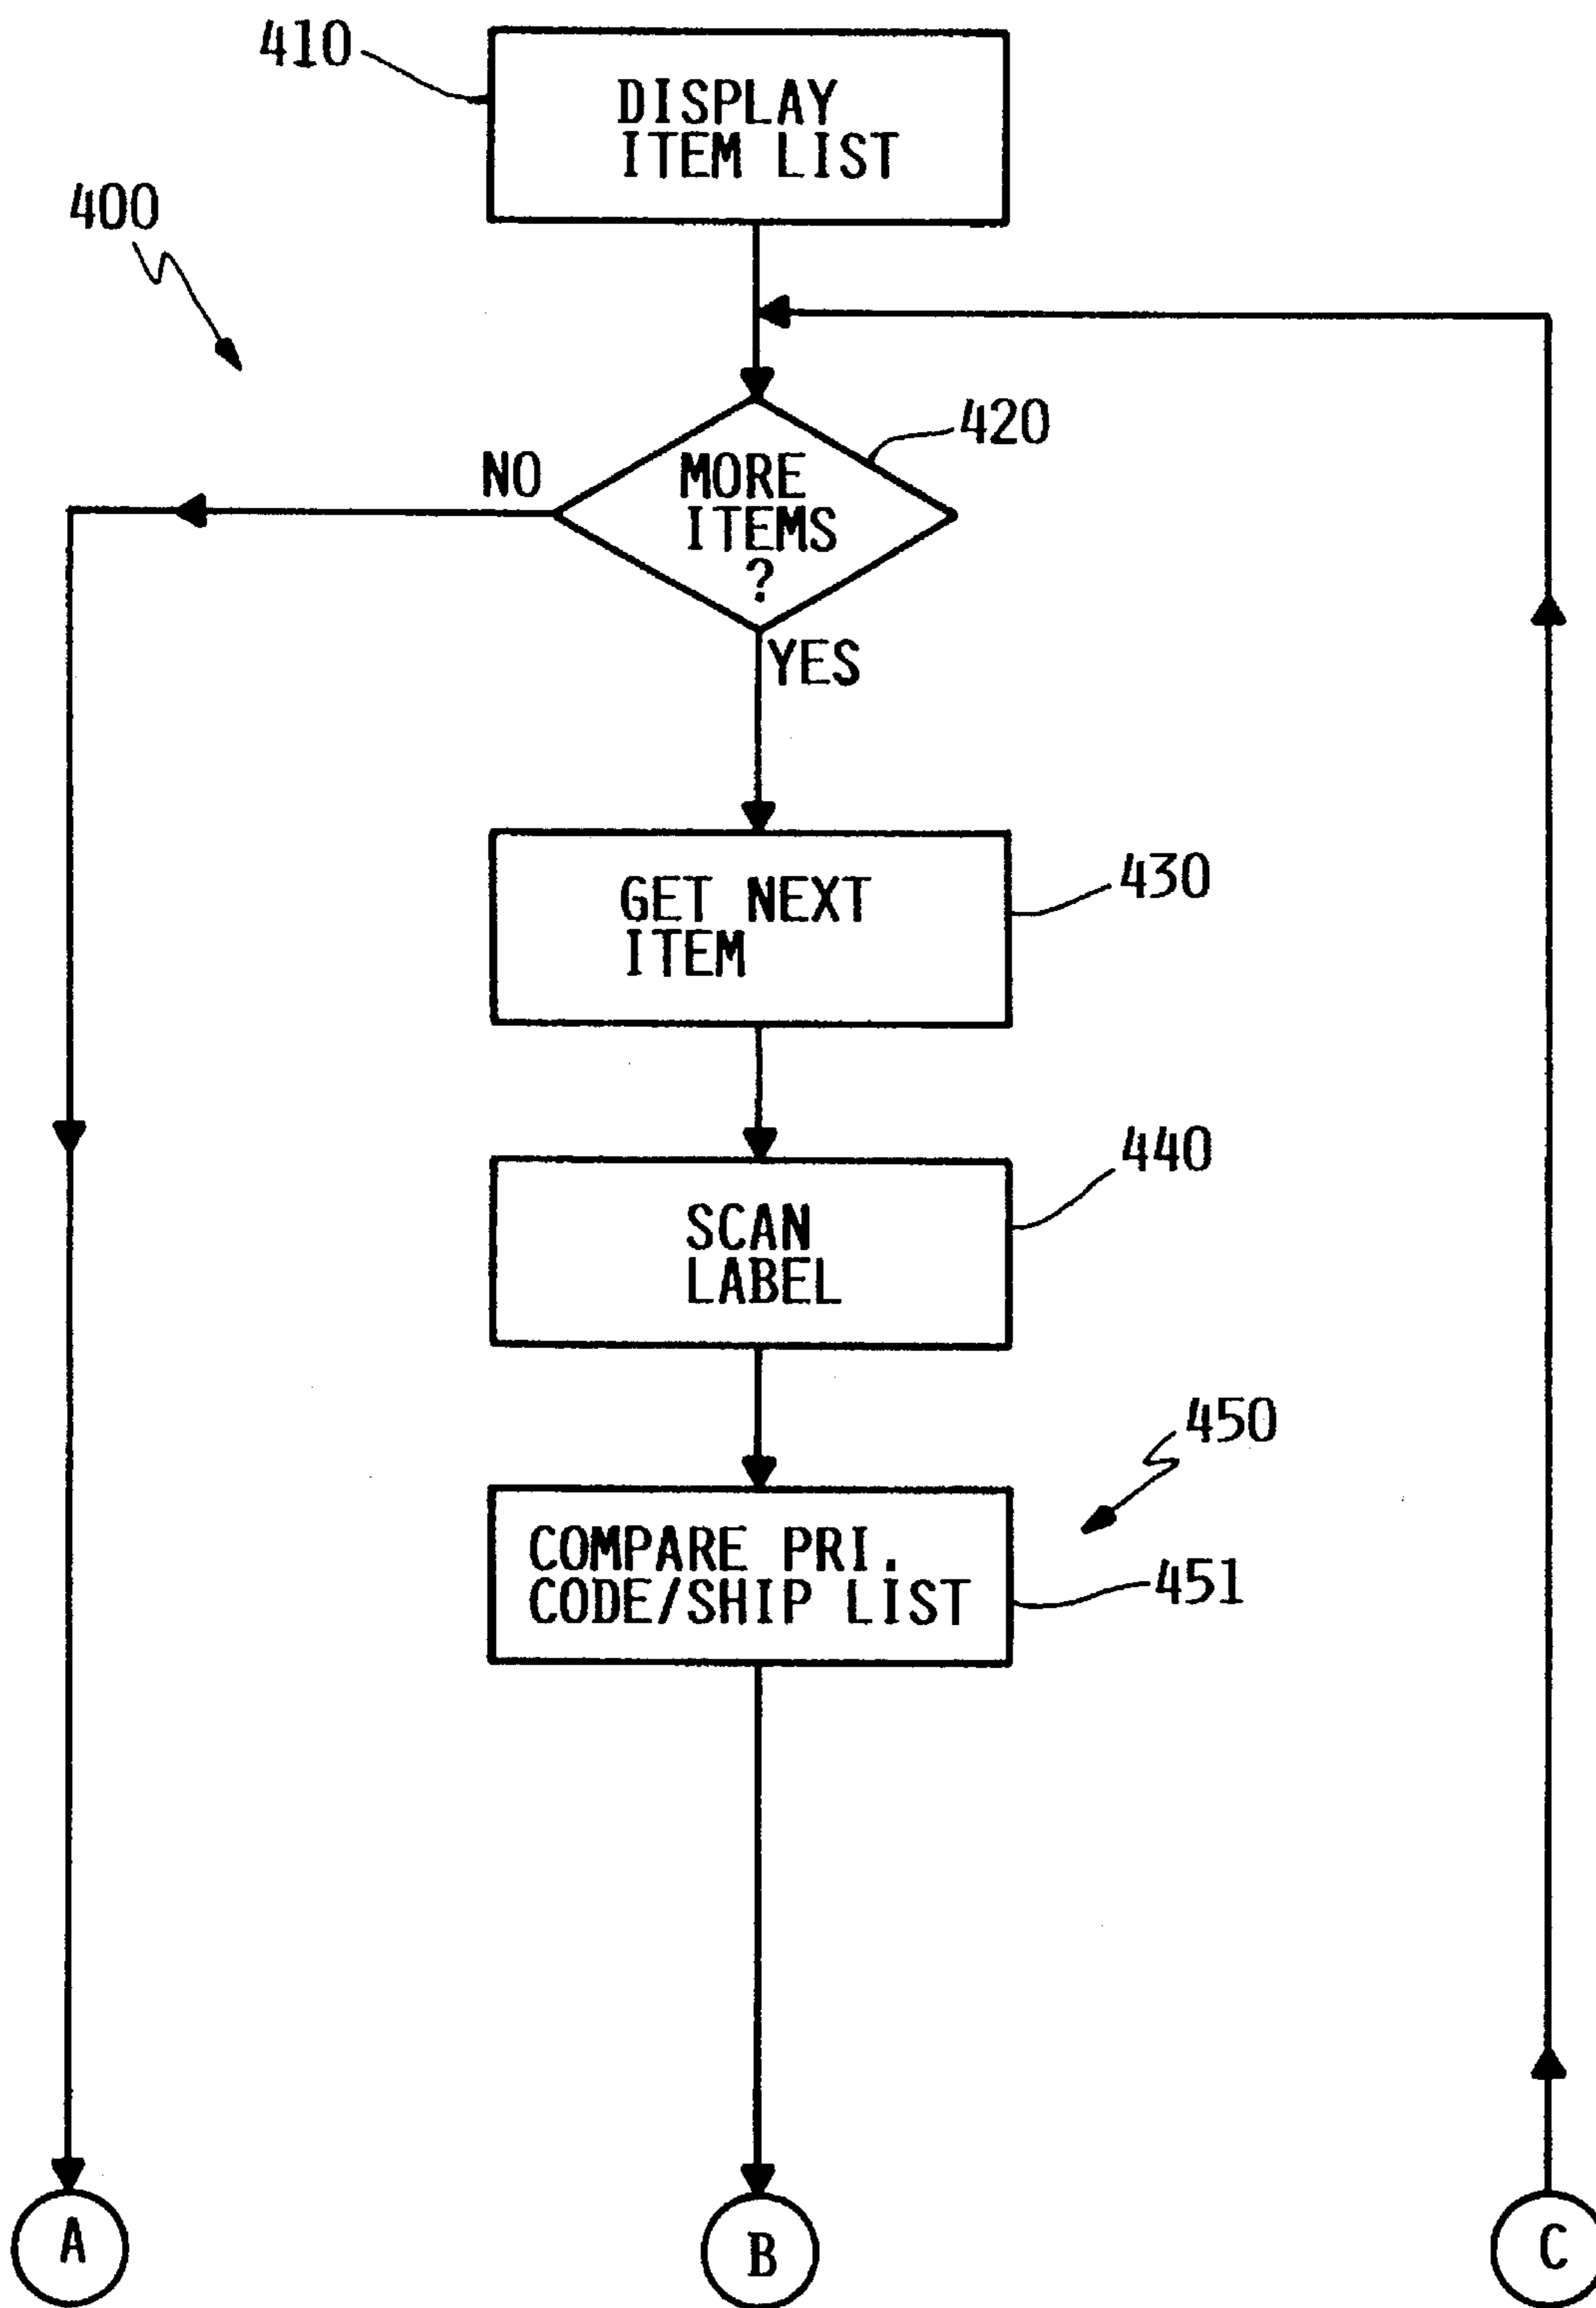 410
DISPLAY
ITEM LIST
400
420
NO
MORE
ITEMS
?
YES
430
GET NEXT
ITEM
440
SCAN
LABEL
450
COMPARE PRI.
CODE/SHIP LIST
451
A
B
C